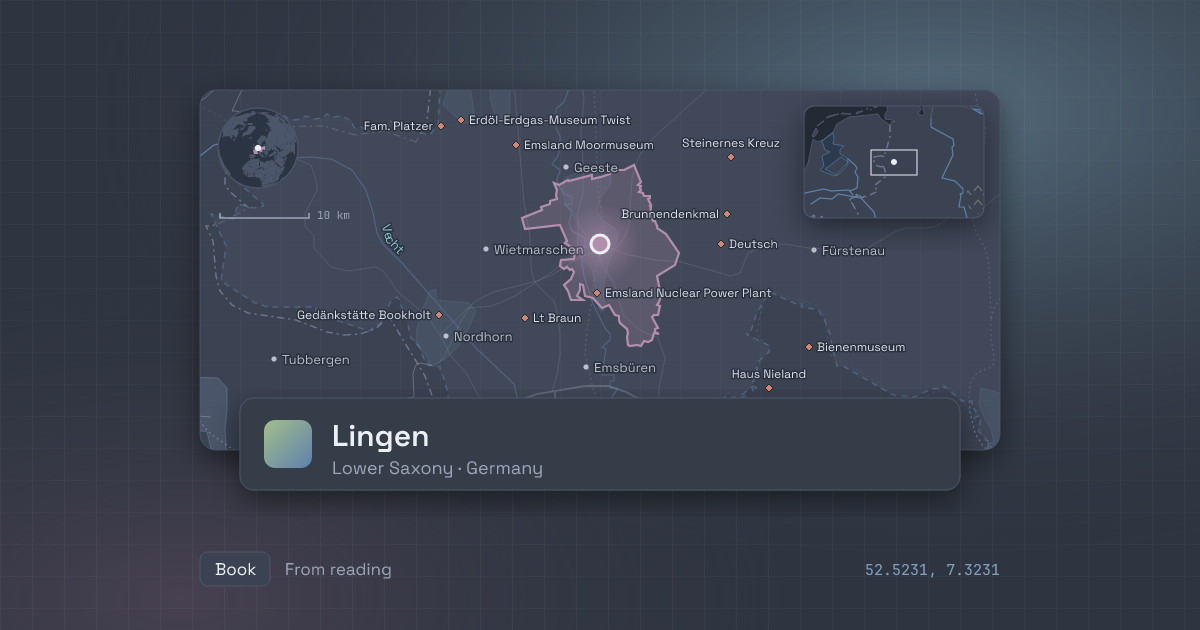 Fam. Platzer
Erdöl-Erdgas-Museum Twist
Emsland Moormuseum
Steinernes Kreuz
Geeste
10 km
Brunnendenkmal
Vecht
Wietmarschen
Deutsch
Fürstenau
Emsland Nuclear Power Plant
Gedänkstätte Bookholt
Lt Braun
Nordhorn
Bienenmuseum
Tubbergen
Emsbüren
Haus Nieland
Lingen
Lower Saxony · Germany
Book
From reading
52.5231, 7.3231